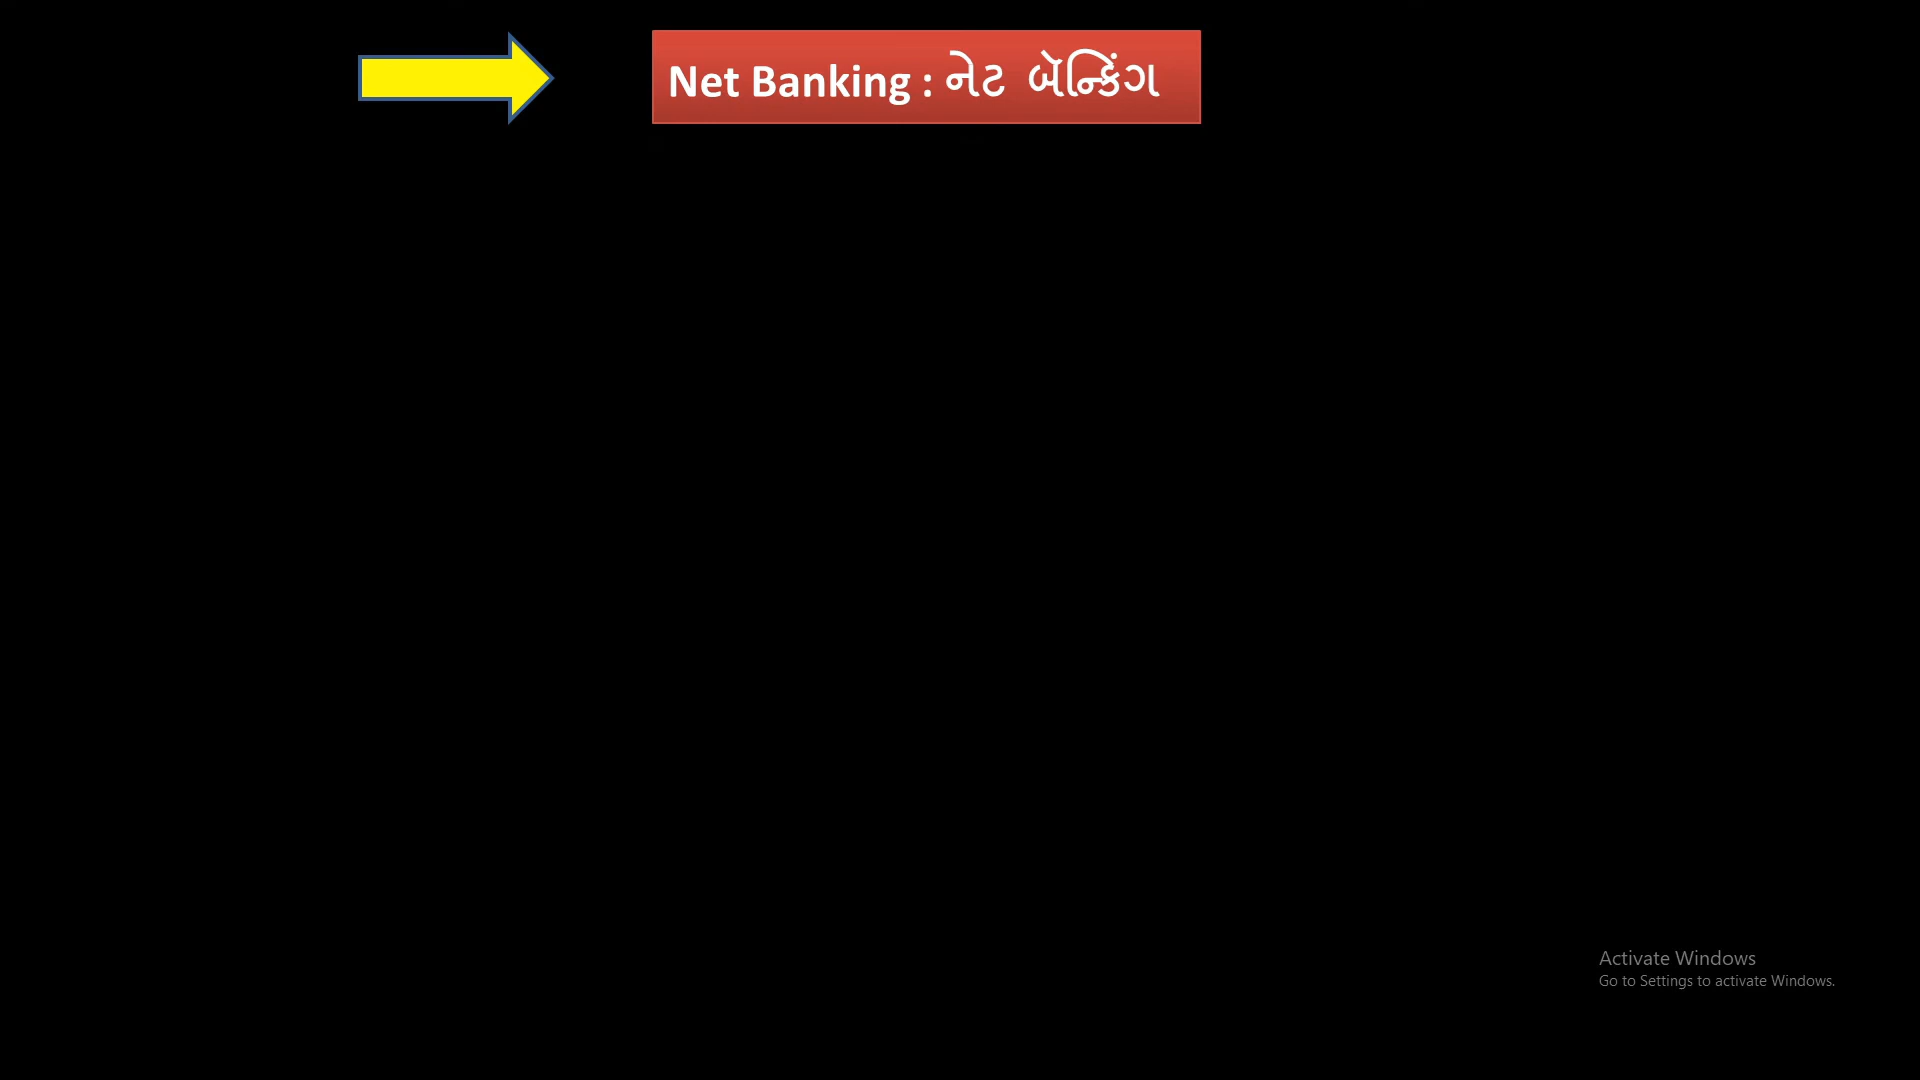 Net Banking : નેટ બૅન્કિંગ
Activate Windows
Go to Settings to activate Windows.